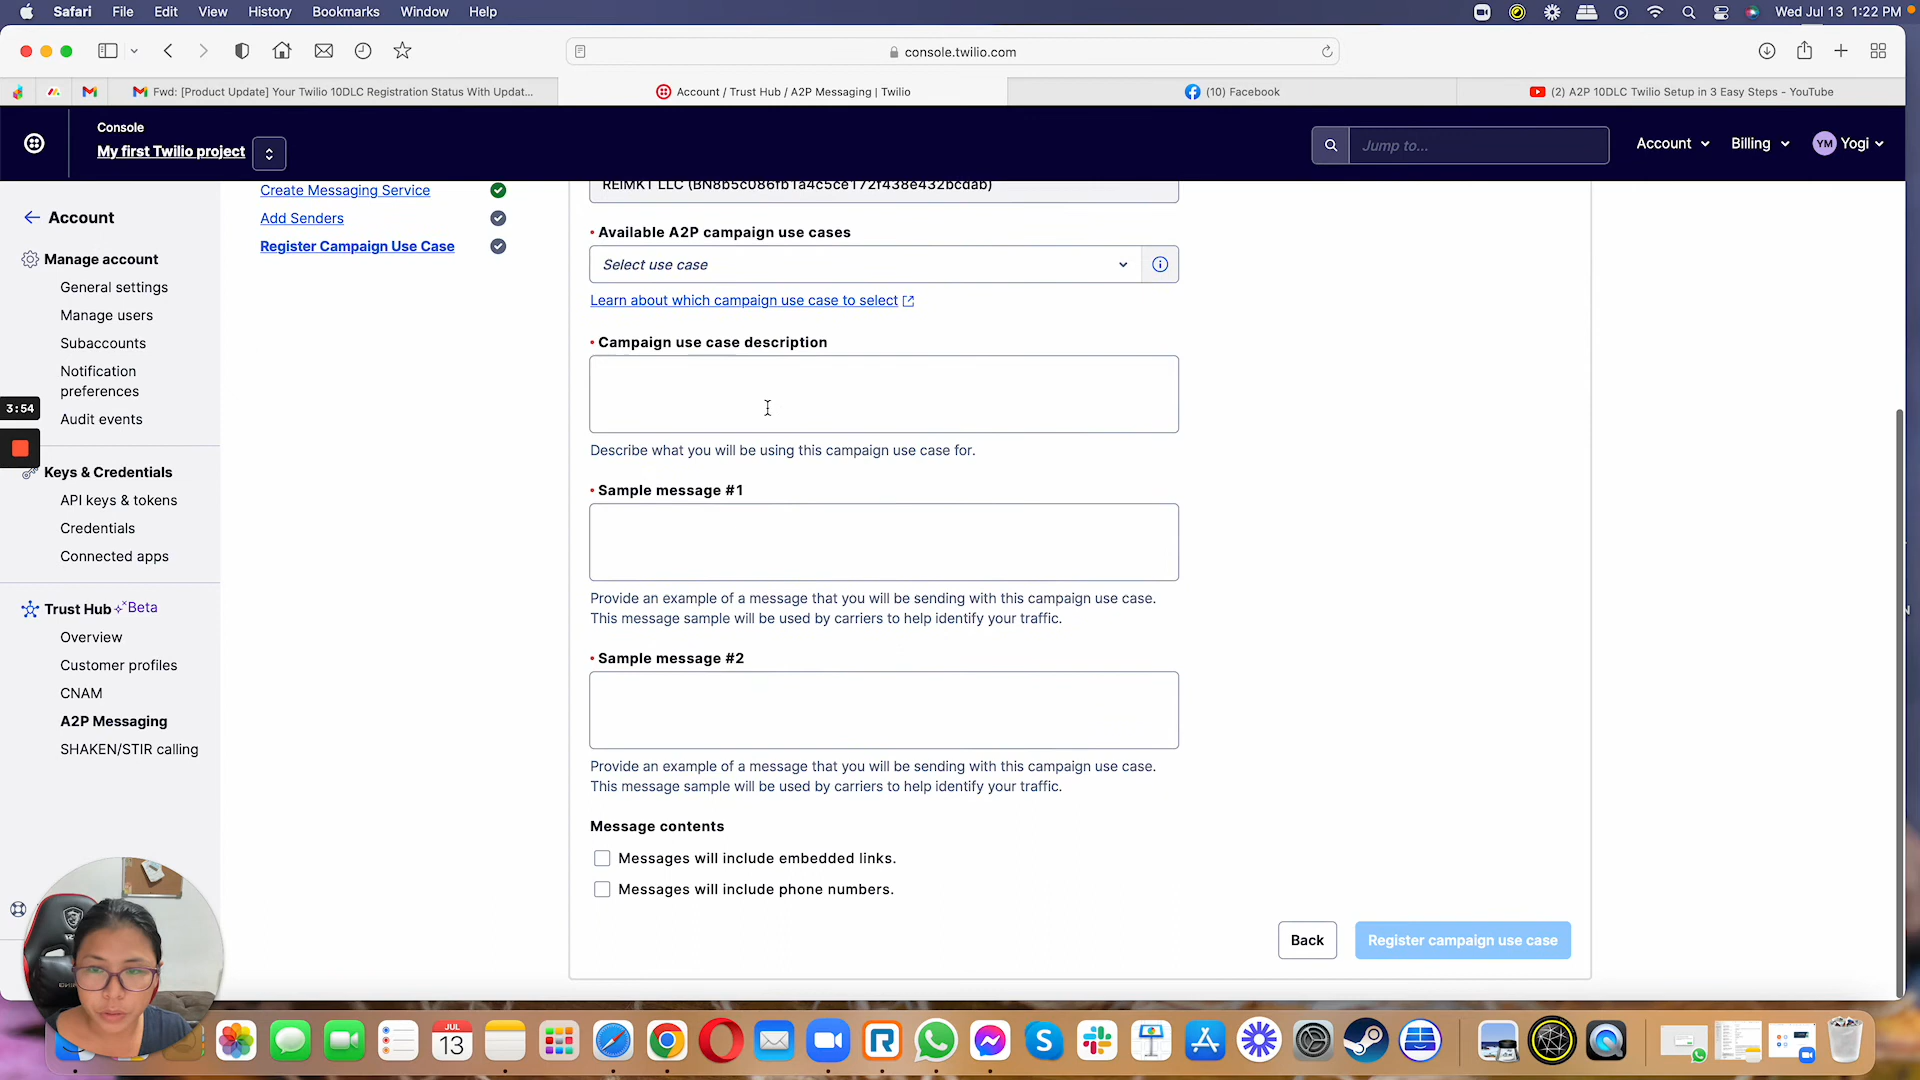 Safari File Edit View History Bookmarks Window Help Wed Jul 13 1:22 PM
console.twilio.com
Fwd: [Product Update] Your Twilio 10DLC Registration Status With Updat...
Account / Trust Hub / A2P Messaging | Twilio
(10) Facebook
(2) A2P 10DLC Twilio Setup in 3 Easy Steps - YouTube
Console
My first Twilio project
Jump to...
Account
Billing
YM Yogi
Account
Manage account
General settings
Manage users
Subaccounts
Notification
preferences
Audit events
3:54
Keys & Credentials
API keys & tokens
Credentials
Connected apps
Trust Hub Beta
Overview
Customer profiles
CNAM
A2P Messaging
SHAKEN/STIR calling
Create Messaging Service
Add Senders
Register Campaign Use Case
REIMKT LLC (BN8b5c086fb1a4c5ce172f438e432bcdab)
Available A2P campaign use cases
Select use case
Learn about which campaign use case to select
Campaign use case description
Describe what you will be using this campaign use case for.
Sample message #1
Provide an example of a message that you will be sending with this campaign use case.
This message sample will be used by carriers to help identify your traffic.
Sample message #2
Provide an example of a message that you will be sending with this campaign use case.
This message sample will be used by carriers to help identify your traffic.
Message contents
Messages will include embedded links.
Messages will include phone numbers.
Back
Register campaign use case
JUL
13